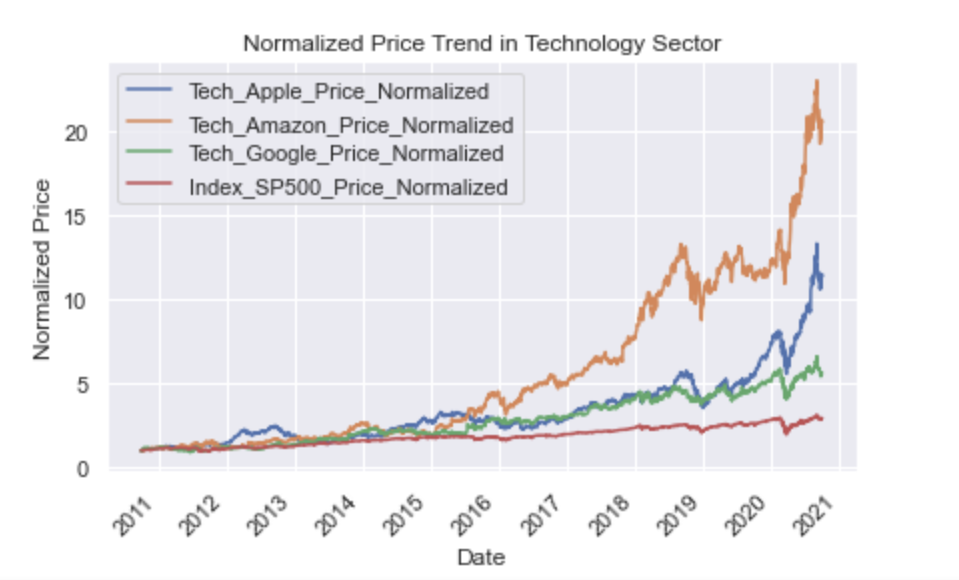 Normalized Price Trend in Technology Sector
Tech_Apple_Price_Normalized
Tech_Amazon_Price_Normalized
Tech_Google_Price_Normalized
Index_SP500_Price_Normalized
Normalized Price
20
15
10
5
0
2011
2012
2013
2014
2015
2016
2017
2018
2019
2020
2021
Date